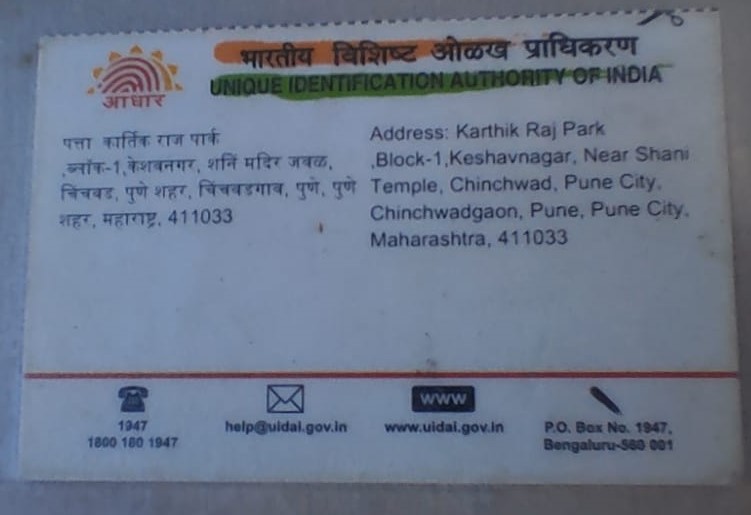 भारतीय विशिष्ट ओळख प्राधिकरण
UNIQUE IDENTIFICATION AUTHORITY OF INDIA
आधार
पत्ता कार्तिक राज पार्क
,ब्लॉक-1,केशवनगर, शनि मंदिर जवळ,
चिंचवड, पुणे शहर, चिंचवडगाव, पुणे, पुणे
शहर, महाराष्ट्र, 411033
Address: Karthik Raj Park
,Block-1,Keshavnagar, Near Shani
Temple, Chinchwad, Pune City,
Chinchwadgaon, Pune, Pune City,
Maharashtra, 411033
1947
1800 180 1947
help@uidai.gov.in
WWW
www.uidai.gov.in
P.O. Box No. 1947,
Bengaluru-560 001